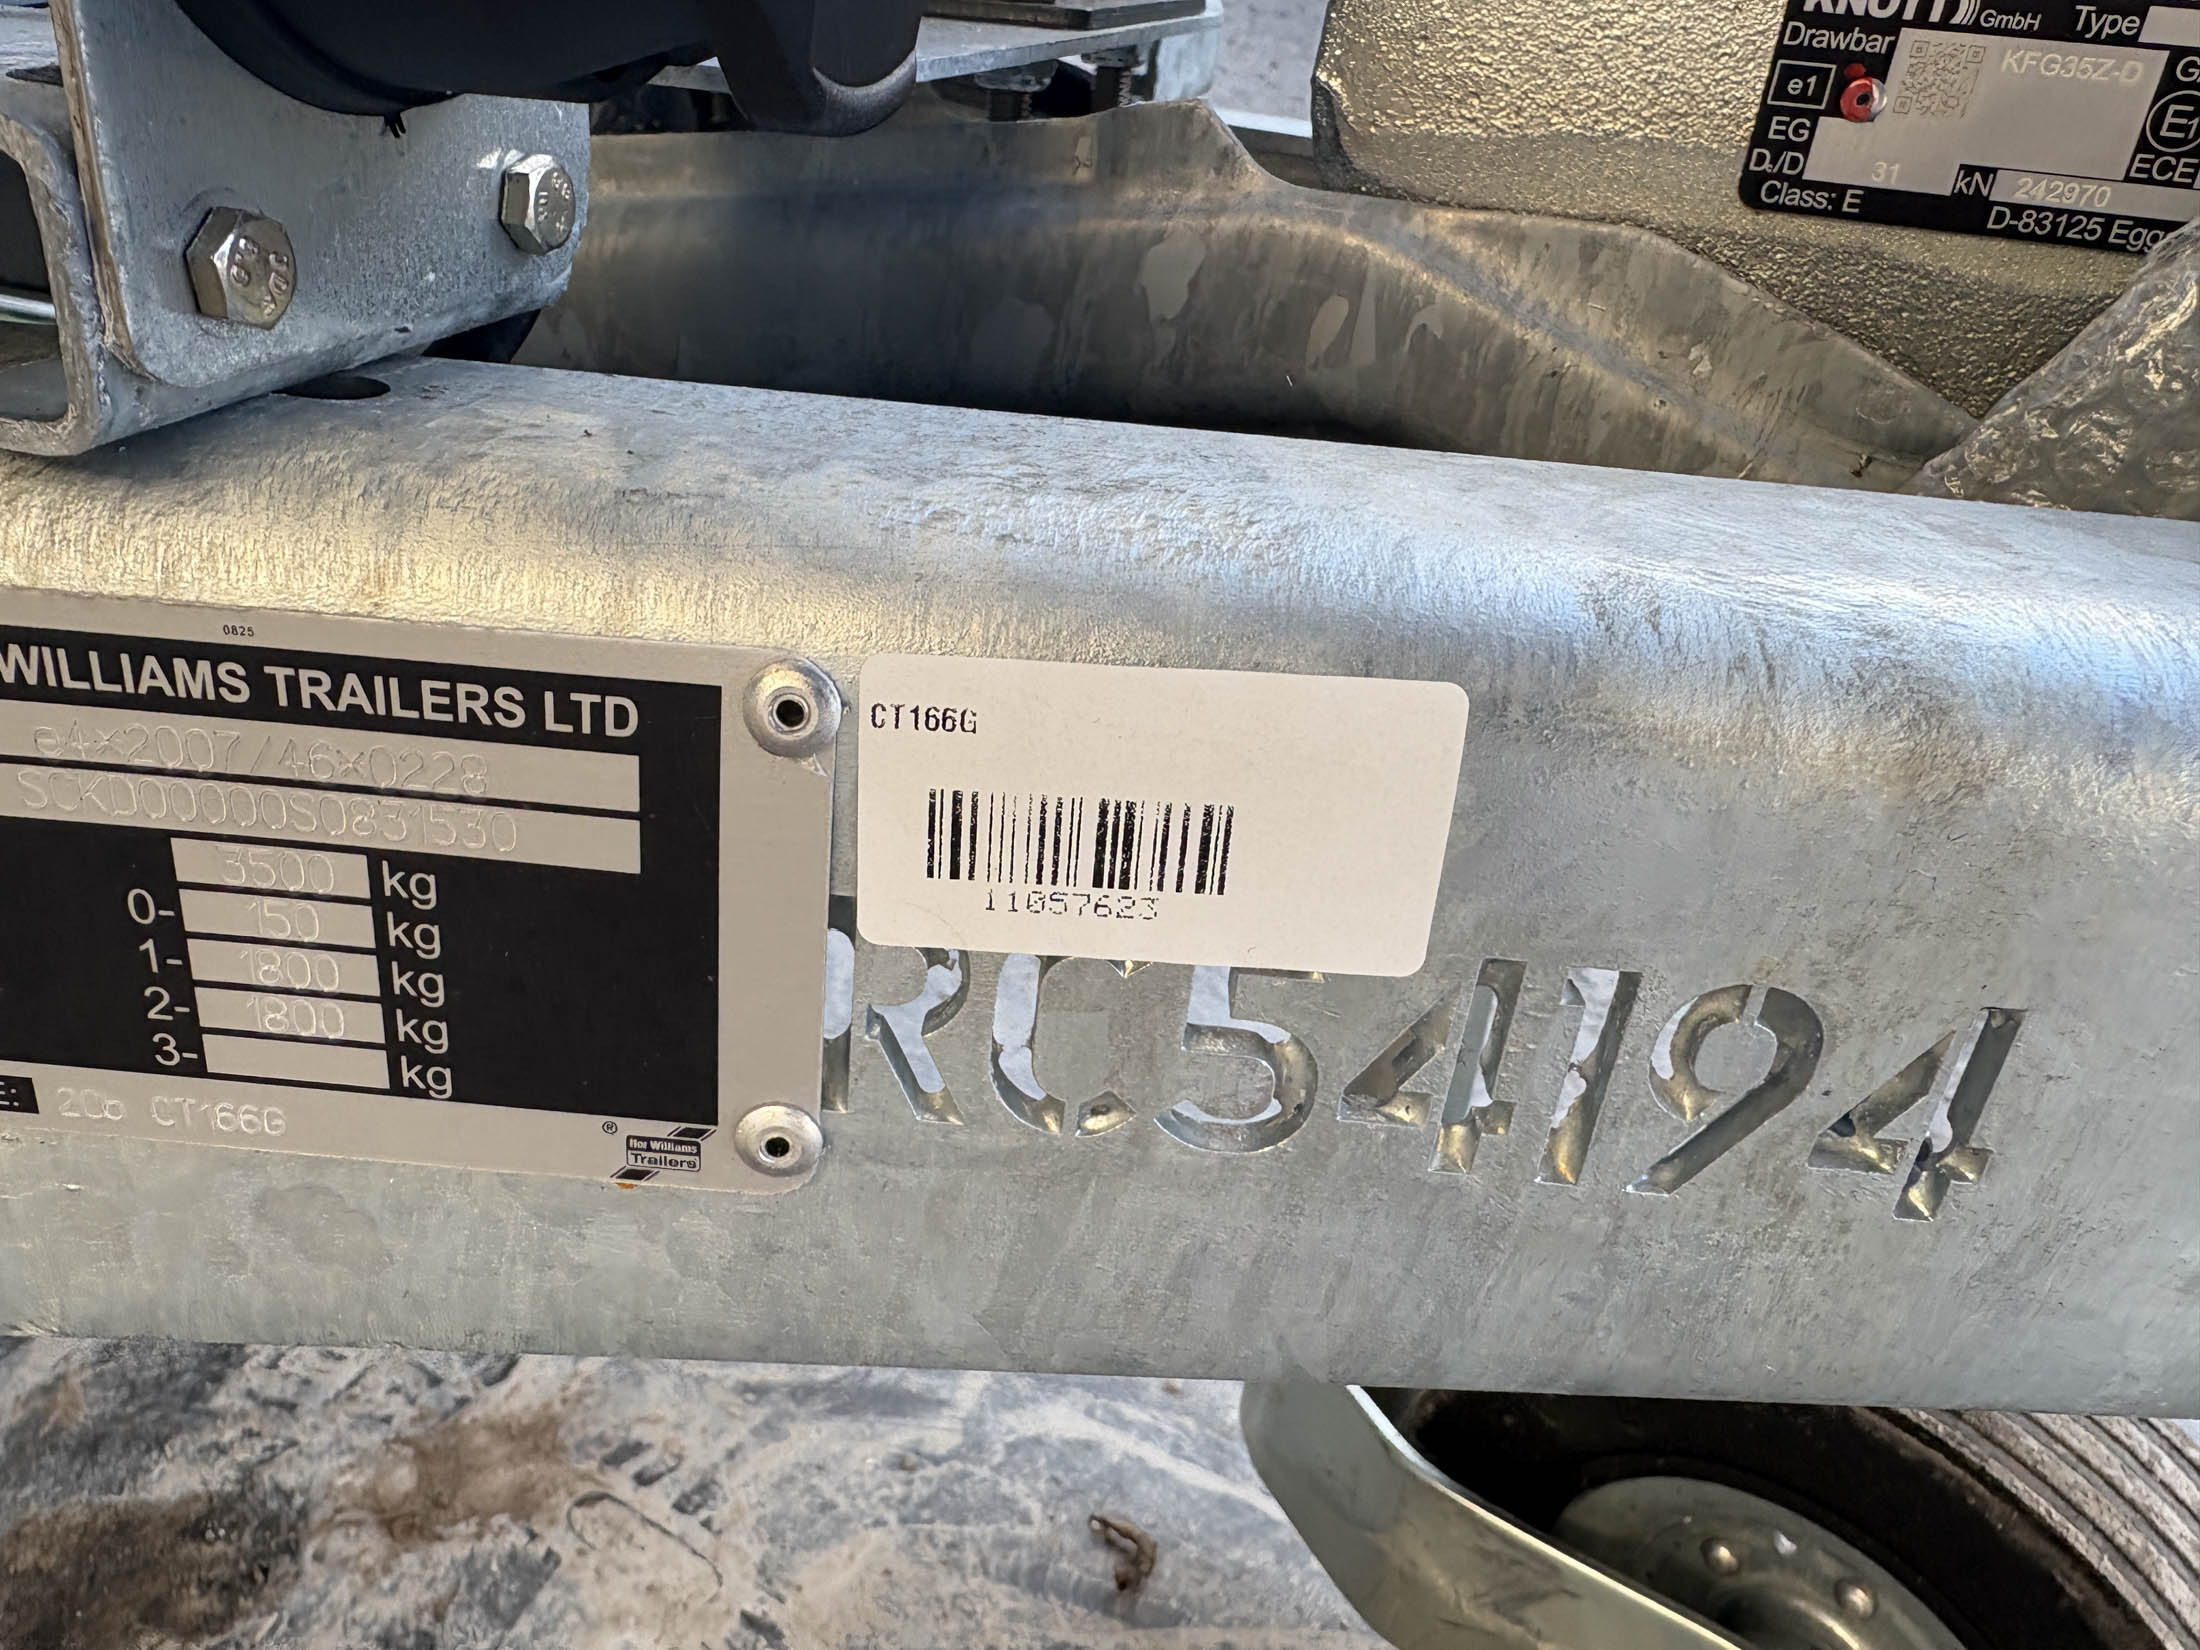 KNOTT GmbH Type
Drawbar KFG35Z-D
e1
EG E1
Dc/D 31 kN 242970 ECE
Class: E D-83125
0825
WILLIAMS TRAILERS LTD
e4×2007/46×0228
SCKD00000S0831530
3500 kg
0- 150 kg
1- 1800 kg
2- 1800 kg
3- kg
E: 2Cb CT166G
® Ifor Williams
Trailers
CT166G
11057623
RC54194